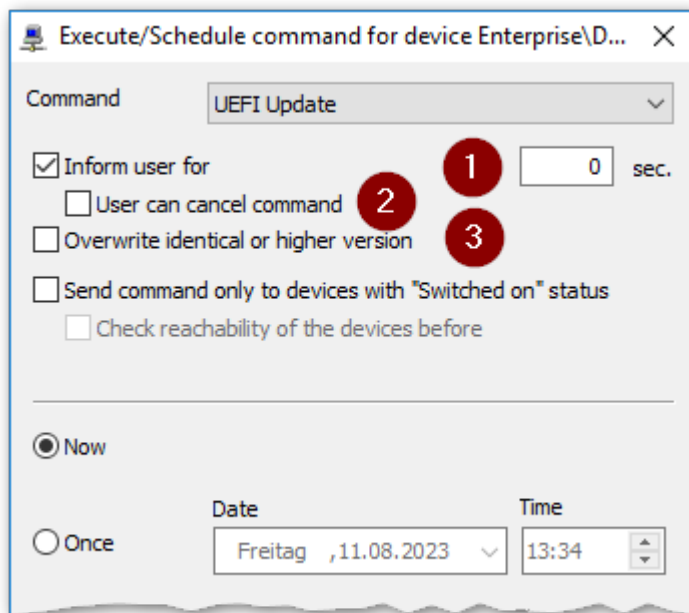 Execute/Schedule command for device Enterprise\D...
Command UEFI Update
Inform user for 1 0 sec.
User can cancel command 2
Overwrite identical or higher version 3
Send command only to devices with "Switched on" status
Check reachability of the devices before
Now
Date Time
Once Freitag ,11.08.2023 13:34